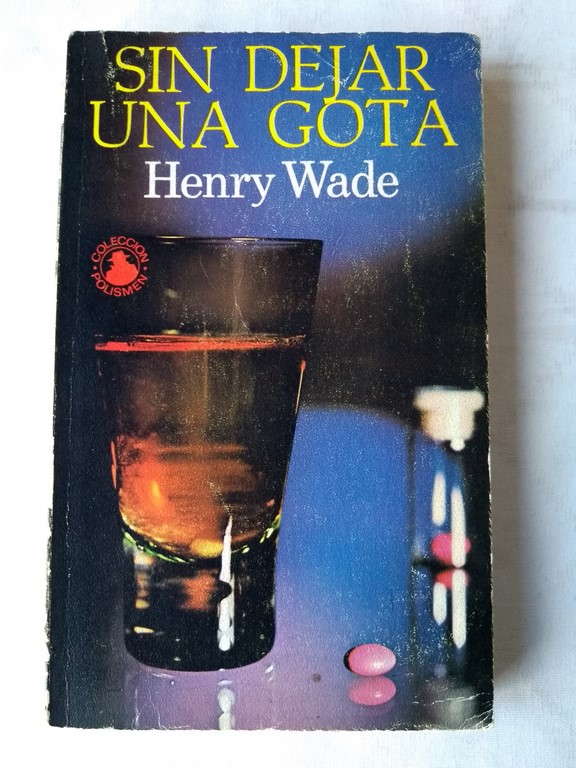 SIN DEJAR
UNA GOTA
Henry Wade
COLECCION
POLISMEN